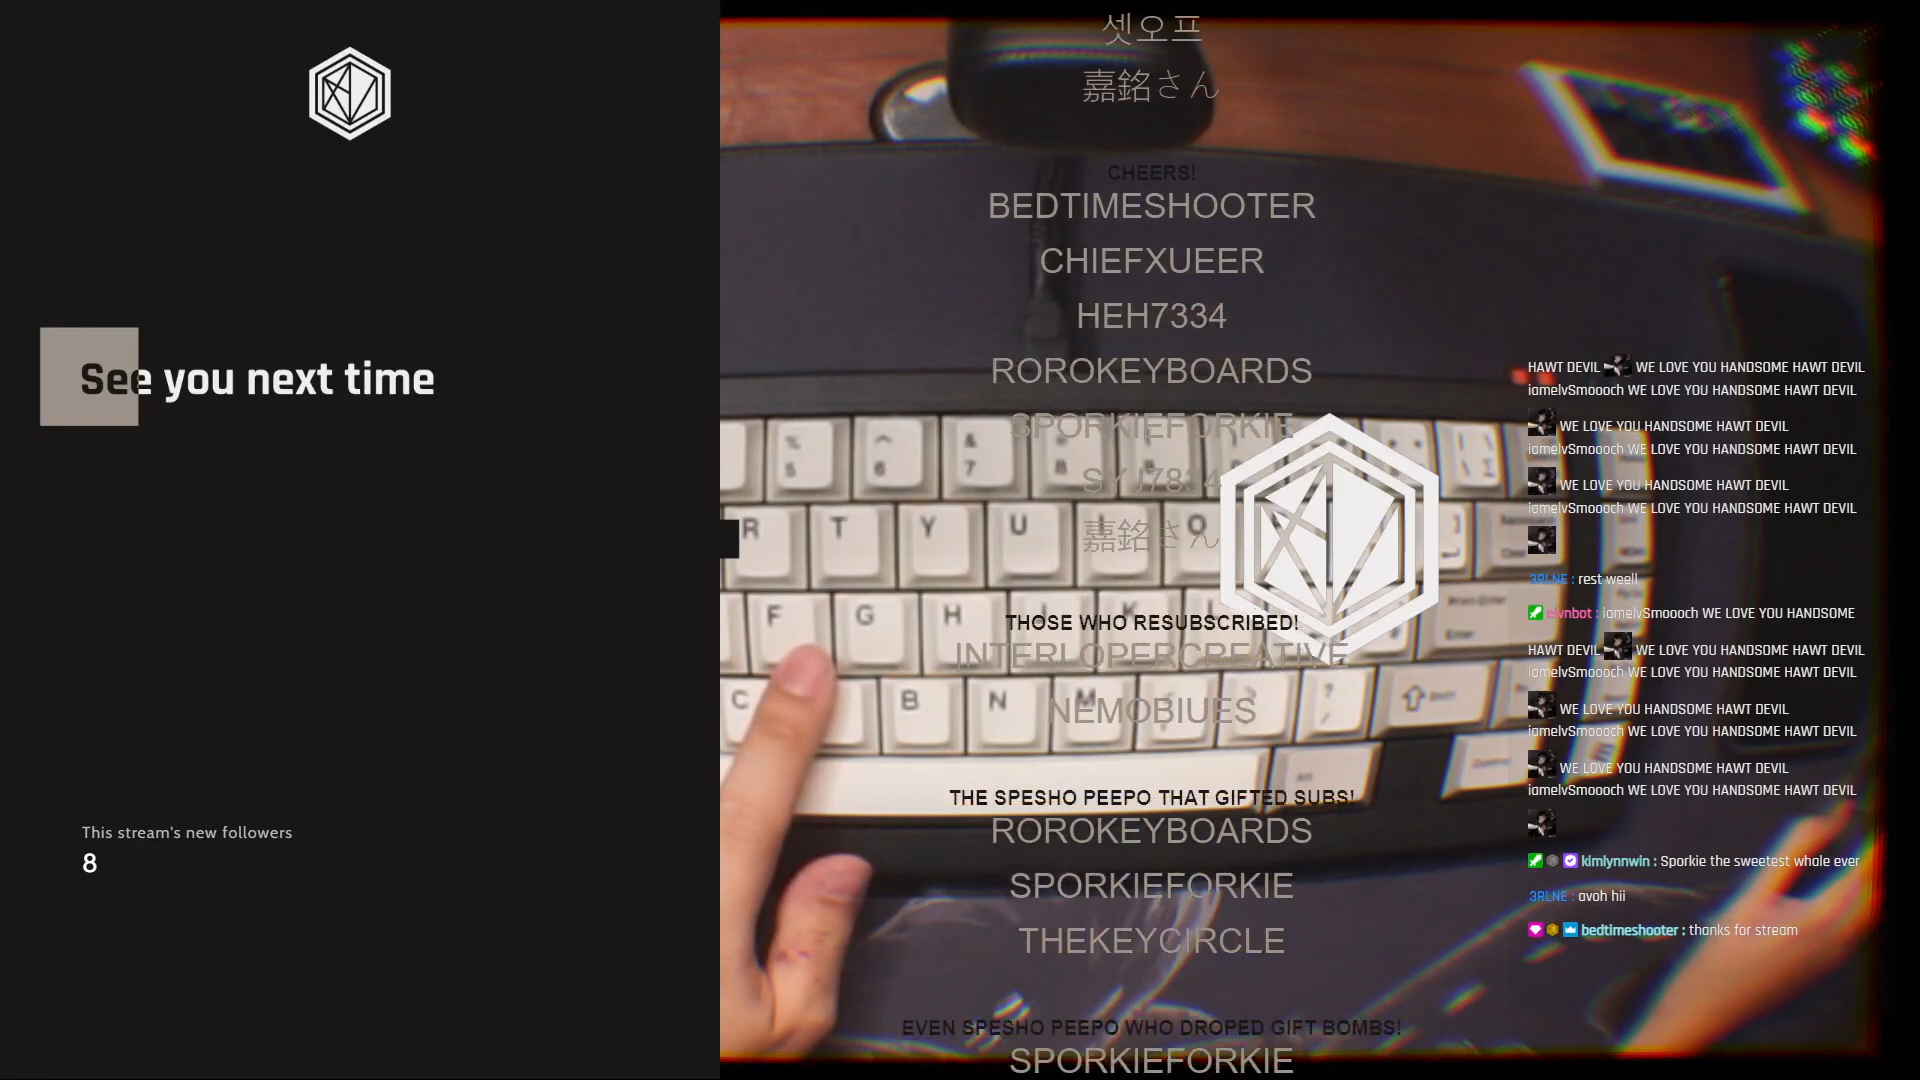 See you next time
This stream's new followers
8
셋오프
嘉銘さん
CHEERS!
BEDTIMESHOOTER
CHIEFXUEER
HEH7334
ROROKEYBOARDS
SPORKIEFORKIE
嘉銘さん
THOSE WHO RESUBSCRIBED!
INTERLOPERCREATIVE
NEMOBIUES
THE SPESHO PEEPO THAT GIFTED SUBS!
ROROKEYBOARDS
SPORKIEFORKIE
THEKEYCIRCLE
EVEN SPESHO PEEPO WHO DROPED GIFT BOMBS!
SPORKIEFORKIE
% 5
^ 6
& 7
8
R T Y U O
F G H K
C B N M ?
HAWT DEVIL WE LOVE YOU HANDSOME HAWT DEVIL
iamelvSmoooch WE LOVE YOU HANDSOME HAWT DEVIL
WE LOVE YOU HANDSOME HAWT DEVIL
iamelvSmoooch WE LOVE YOU HANDSOME HAWT DEVIL
WE LOVE YOU HANDSOME HAWT DEVIL
iamelvSmoooch WE LOVE YOU HANDSOME HAWT DEVIL
3RLNE : rest weell
elvnbot : iamelvSmoooch WE LOVE YOU HANDSOME
HAWT DEVIL WE LOVE YOU HANDSOME HAWT DEVIL
iamelvSmoooch WE LOVE YOU HANDSOME HAWT DEVIL
WE LOVE YOU HANDSOME HAWT DEVIL
iamelvSmoooch WE LOVE YOU HANDSOME HAWT DEVIL
WE LOVE YOU HANDSOME HAWT DEVIL
iamelvSmoooch WE LOVE YOU HANDSOME HAWT DEVIL
kimlynnwin : Sporkie the sweetest whale ever
3RLNE : avoh hii
bedtimeshooter : thanks for stream